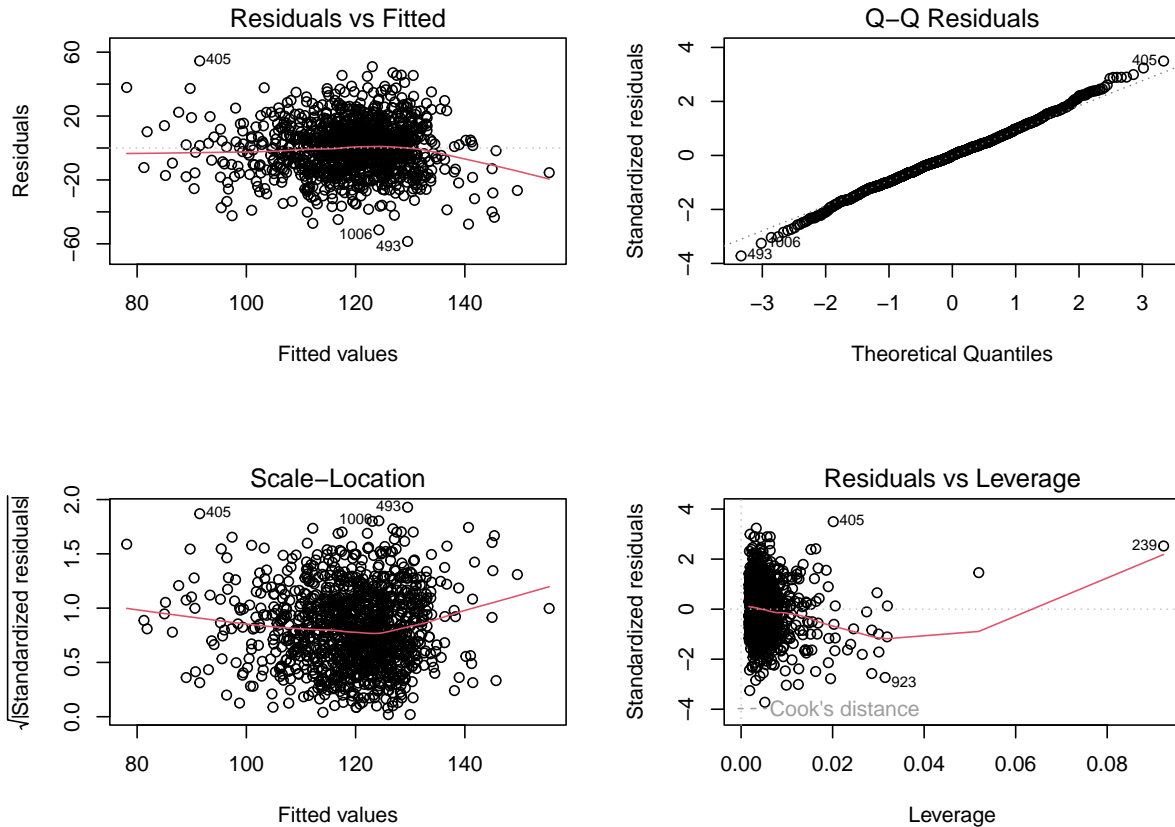 Residuals vs Fitted
Residuals
60
20
−20
−60
405
1006
493
80 100 120 140
Fitted values
Q−Q Residuals
Standardized residuals
4
2
0
−2
−4
405
1006
493
−3 −2 −1 0 1 2 3
Theoretical Quantiles
Scale−Location
√|Standardized residuals|
2.0
1.5
1.0
0.5
0.0
405
493
1006
80 100 120 140
Fitted values
Residuals vs Leverage
Standardized residuals
4
2
0
−2
−4
405
239
923
Cook's distance
0.00 0.02 0.04 0.06 0.08
Leverage